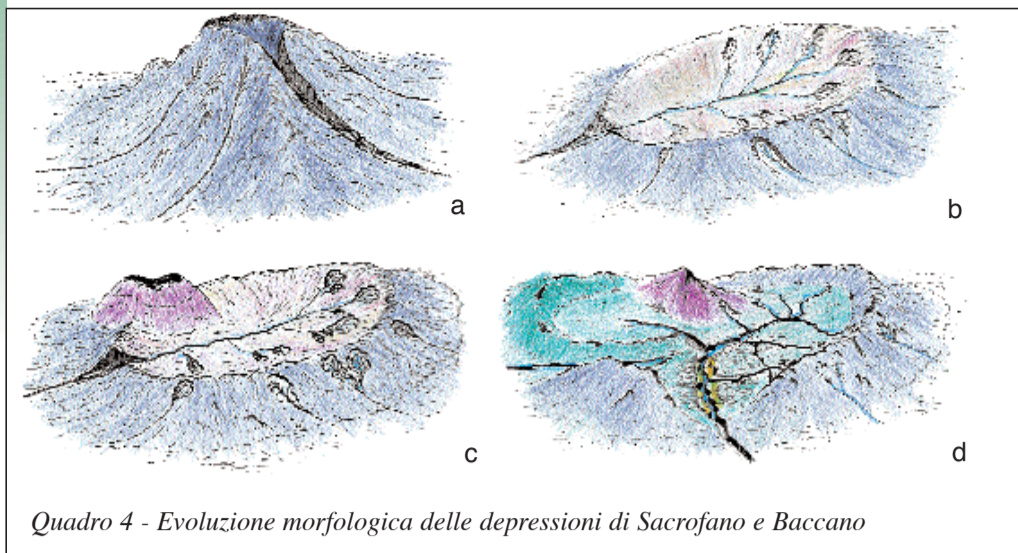 a
b
c
d
Quadro 4 - Evoluzione morfologica delle depressioni di Sacrofano e Baccano